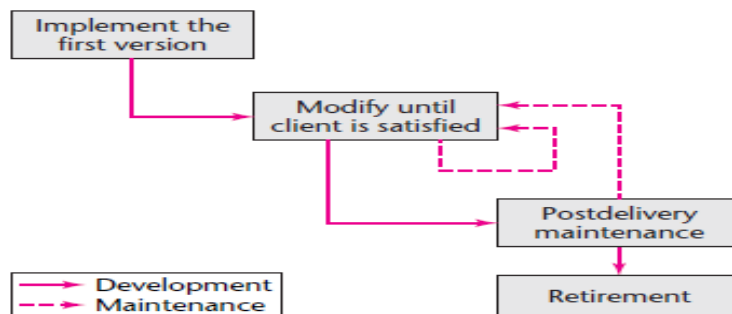 Implement the
first version
Modify until
client is satisfied
Postdelivery
maintenance
Development
Maintenance
Retirement